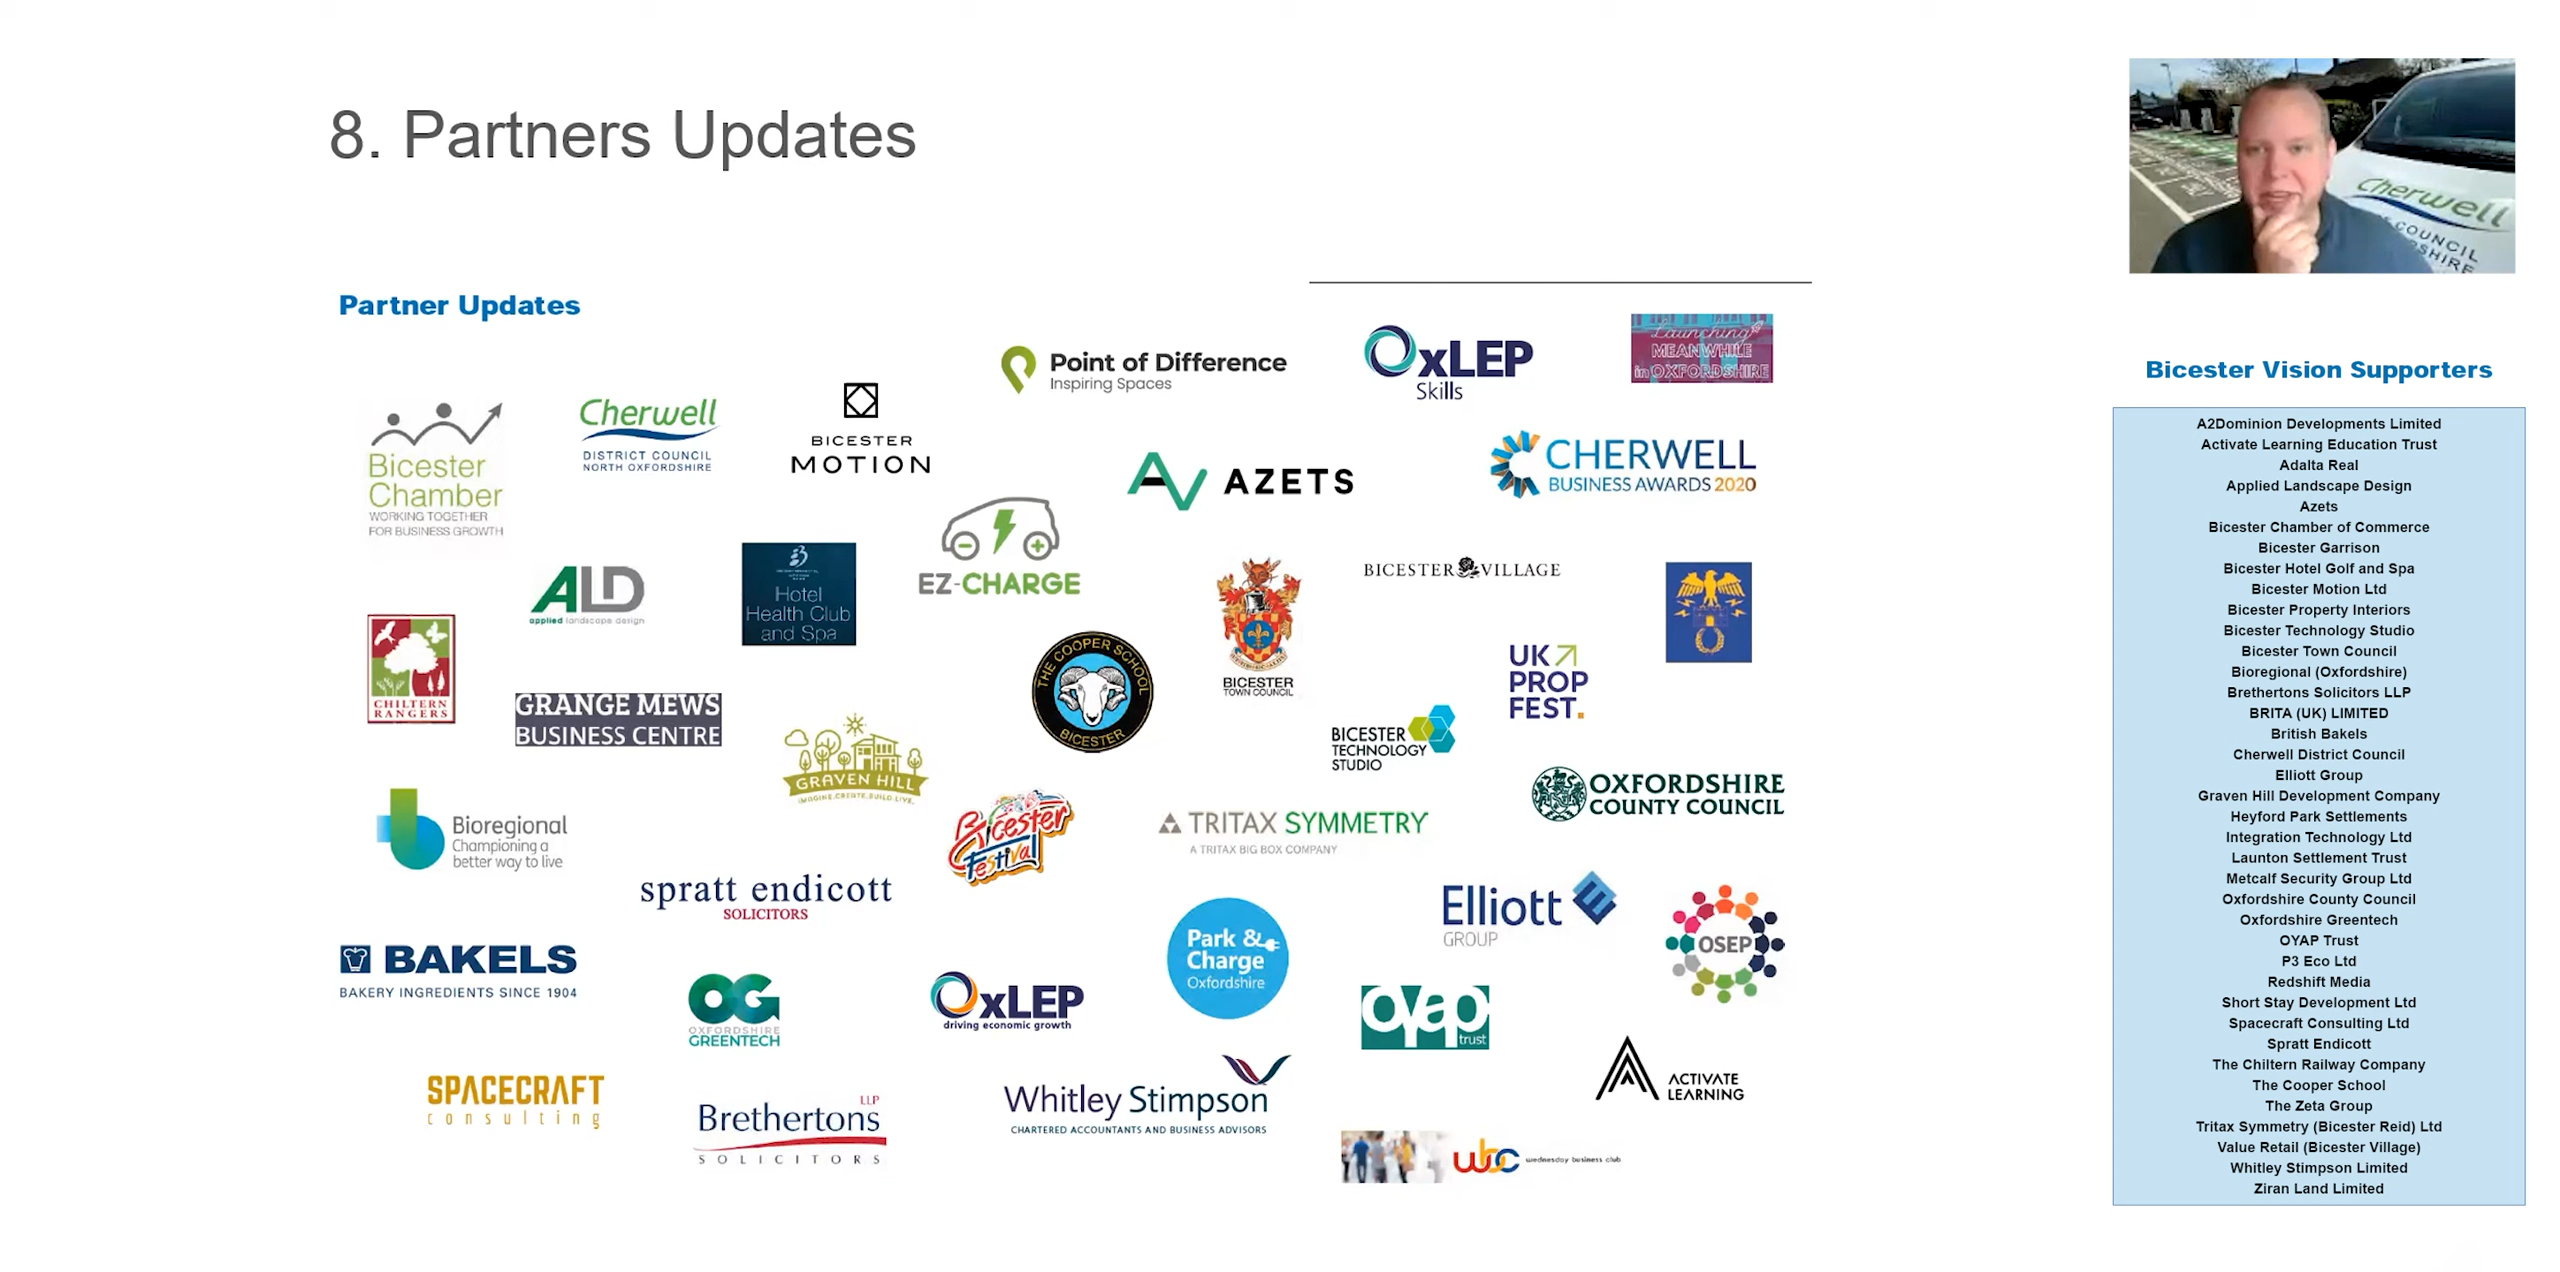 8. Partners Updates
Cherwell
COUNCIL
SHIRE
Partner Updates
Point of Difference
Inspiring Spaces
OxLEP
Skills
Launching
MEANWHILE
in OXFORDSHIRE
Bicester
Chamber
WORKING TOGETHER
FOR BUSINESS GROWTH
Cherwell
DISTRICT COUNCIL
NORTH OXFORDSHIRE
BICESTER
MOTION
AZETS
CHERWELL
BUSINESS AWARDS 2020
EZ-CHARGE
ALD
applied landscape design
Hotel
Health Club
and Spa
BICESTER
TOWN COUNCIL
BICESTER VILLAGE
CHILTERN
RANGERS
GRANGE MEWS
BUSINESS CENTRE
THE COOPER SCHOOL
BICESTER
UK
PROP
FEST.
GRAVEN HILL
IMAGINE.CREATE.BUILD.LIVE.
BICESTER
TECHNOLOGY
STUDIO
OXFORDSHIRE
COUNTY COUNCIL
Bioregional
Championing a
better way to live
Bicester
Festival
TRITAX SYMMETRY
A TRITAX BIG BOX COMPANY
spratt endicott
SOLICITORS
Elliott
GROUP
Park &
Charge
Oxfordshire
OSEP
BAKELS
BAKERY INGREDIENTS SINCE 1904
OG
OXFORDSHIRE
GREENTECH
OxLEP
driving economic growth
oyap
trust
SPACECRAFT
consulting
Brethertons
LLP
SOLICITORS
Whitley Stimpson
CHARTERED ACCOUNTANTS AND BUSINESS ADVISORS
ACTIVATE
LEARNING
wbc wednesday business club
Bicester Vision Supporters
A2Dominion Developments Limited
Activate Learning Education Trust
Adalta Real
Applied Landscape Design
Azets
Bicester Chamber of Commerce
Bicester Garrison
Bicester Hotel Golf and Spa
Bicester Motion Ltd
Bicester Property Interiors
Bicester Technology Studio
Bicester Town Council
Bioregional (Oxfordshire)
Brethertons Solicitors LLP
BRITA (UK) LIMITED
British Bakels
Cherwell District Council
Elliott Group
Graven Hill Development Company
Heyford Park Settlements
Integration Technology Ltd
Launton Settlement Trust
Metcalf Security Group Ltd
Oxfordshire County Council
Oxfordshire Greentech
OYAP Trust
P3 Eco Ltd
Redshift Media
Short Stay Development Ltd
Spacecraft Consulting Ltd
Spratt Endicott
The Chiltern Railway Company
The Cooper School
The Zeta Group
Tritax Symmetry (Bicester Reid) Ltd
Value Retail (Bicester Village)
Whitley Stimpson Limited
Ziran Land Limited